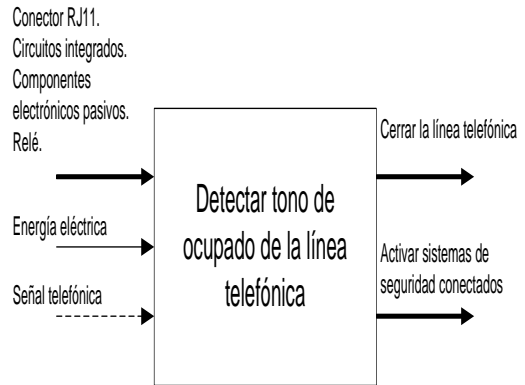 Conector RJ11.
Circuitos integrados.
Componentes
electrónicos pasivos.
Relé.
Energía eléctrica
Señal telefónica
Detectar tono de
ocupado de la línea
telefónica
Cerrar la línea telefónica
Activar sistemas de
seguridad conectados